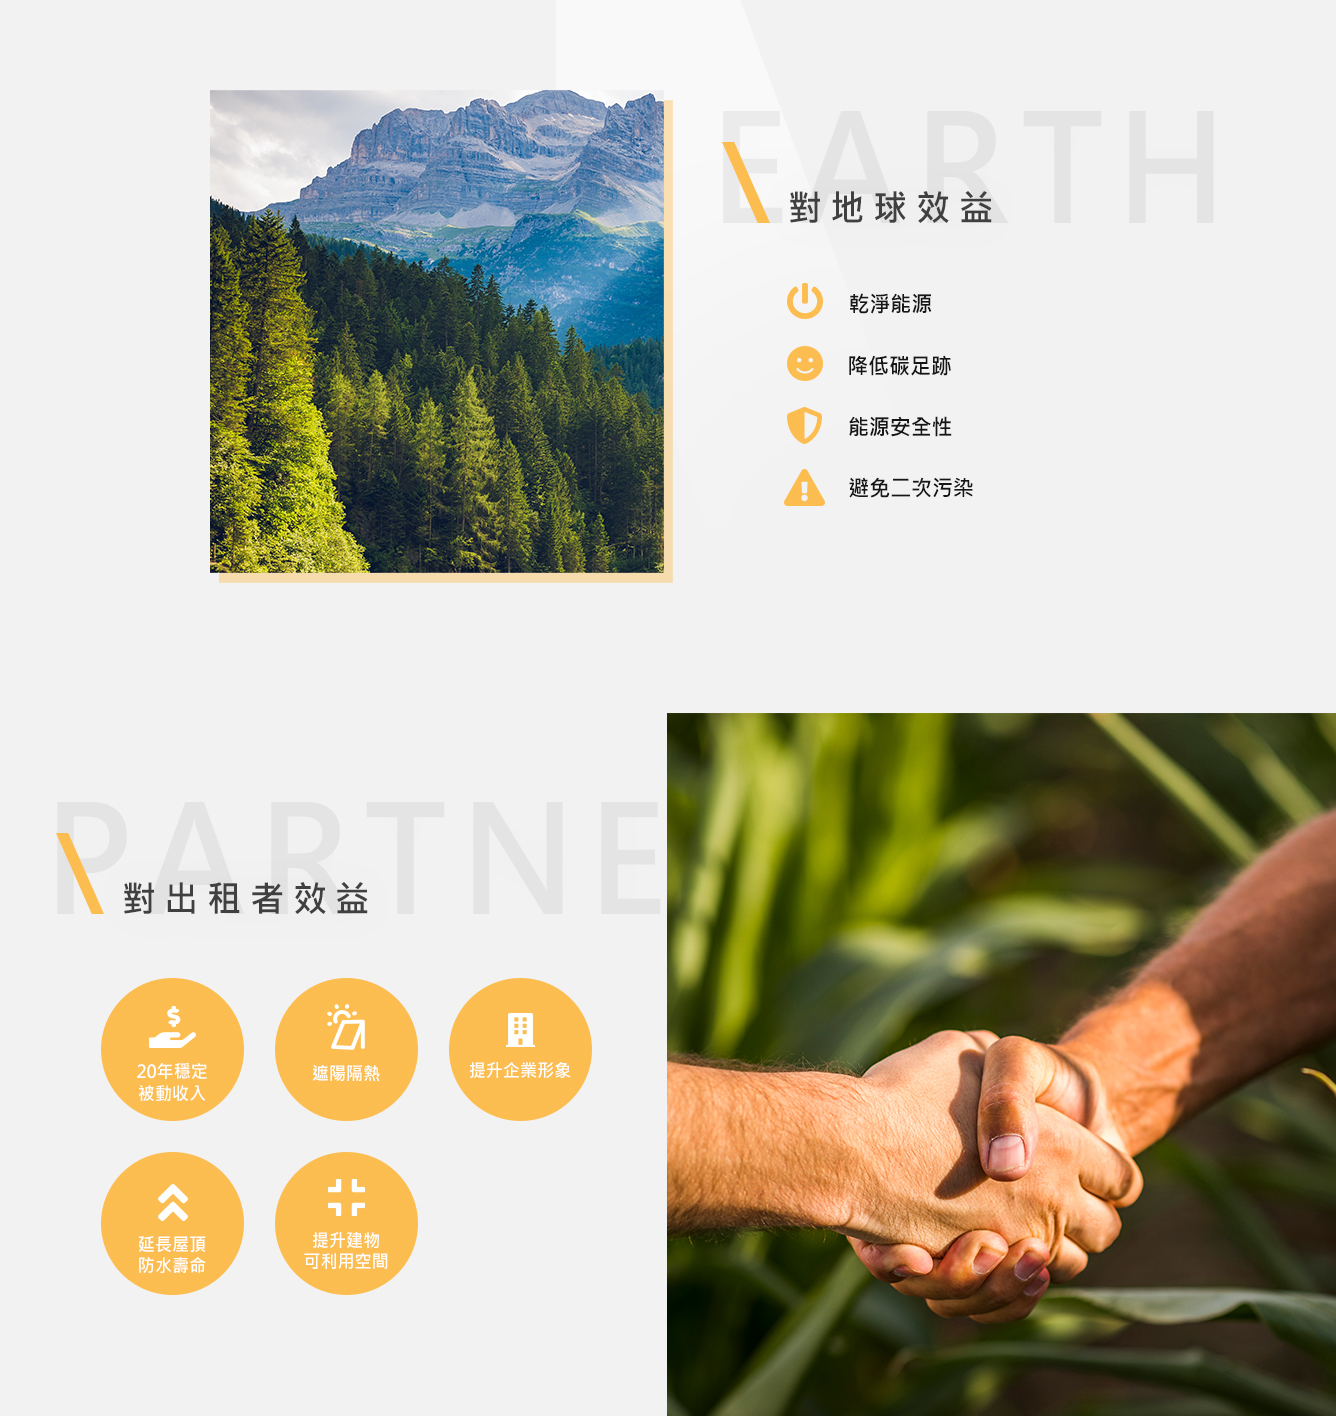 EARTH
對地球效益
乾淨能源
降低碳足跡
能源安全性
避免二次污染
PARTNE
對出租者效益
20年穩定
被動收入
遮陽隔熱
提升企業形象
延長屋頂
防水壽命
提升建物
可利用空間